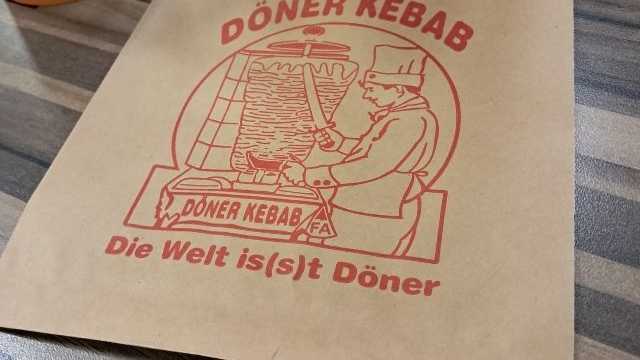 DÖNER KEBAB
DÖNER KEBAB
FA
Die Welt is(s)t Döner